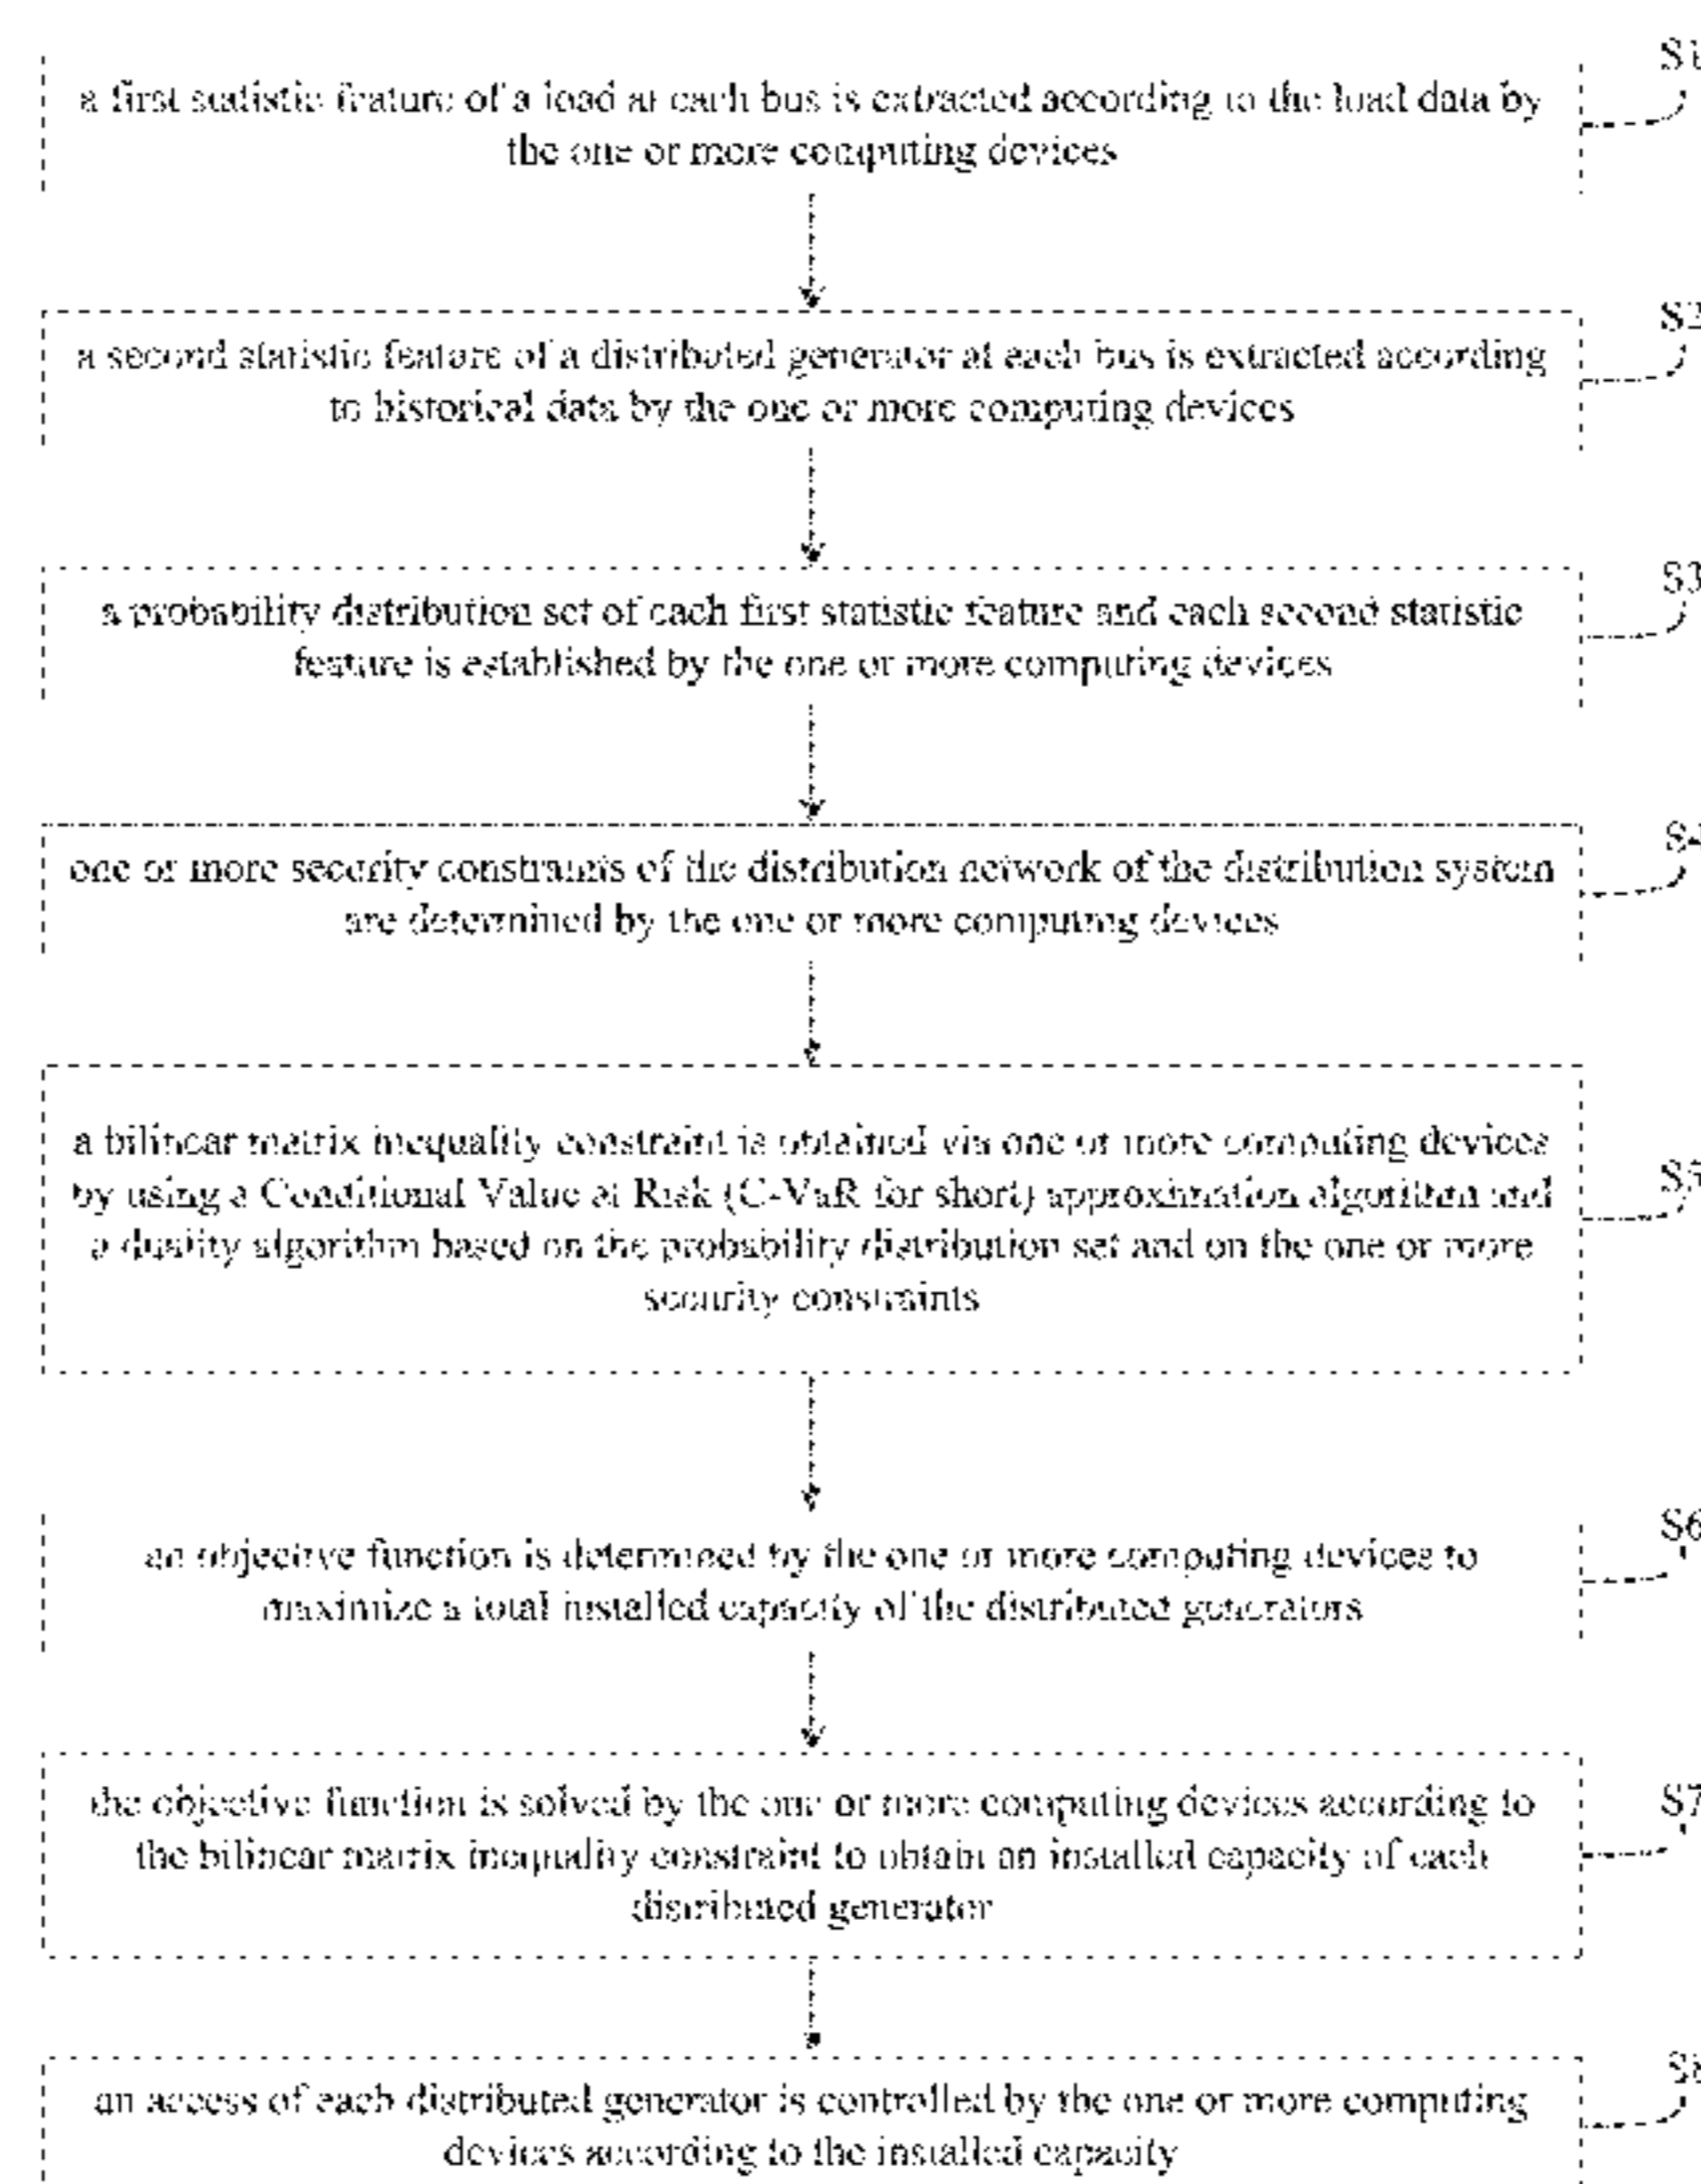 S1
a first statistic feature of a load at each bus is extracted according to the load data by
the one or more computing devices
S2
a second statistic feature of a distributed generator at each bus is extracted according
to historical data by the one or more computing devices
S3
a probability distribution set of each first statistic feature and each second statistic
feature is established by the one or more computing devices
S4
one or more security constraints of the distribution network of the distribution system
are determined by the one or more computing devices
S5
a bilinear matrix inequality constraint is obtained via one or more computing devices
by using a Conditional Value at Risk (C-VaR for short) approximation algorithm and
a duality algorithm based on the probability distribution set and on the one or more
security constraints
S6
an objective function is determined by the one or more computing devices to
maximize a total installed capacity of the distributed generators
S7
the objective function is solved by the one or more computing devices according to
the bilinear matrix inequality constraint to obtain an installed capacity of each
distributed generator
S8
an access of each distributed generator is controlled by the one or more computing
devices according to the installed capacity